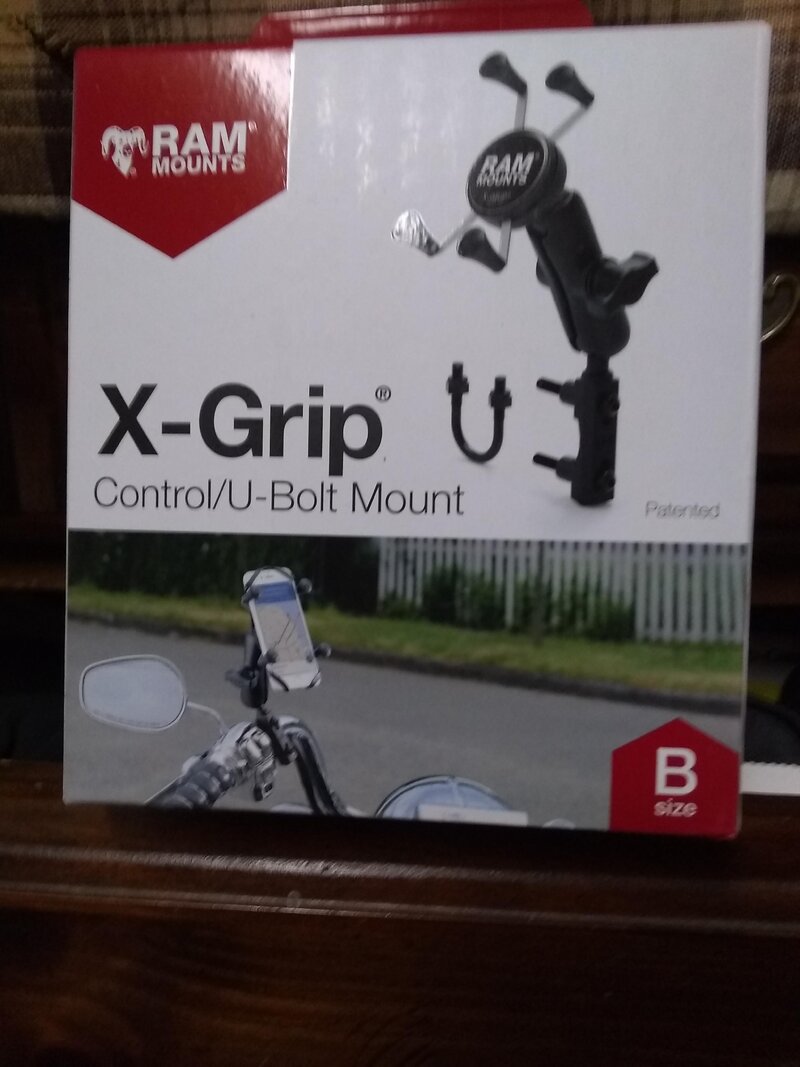 RAM®
MOUNTS
RAM®
MOUNTS
X-Grip®
Control/U-Bolt Mount
Patented
B
size